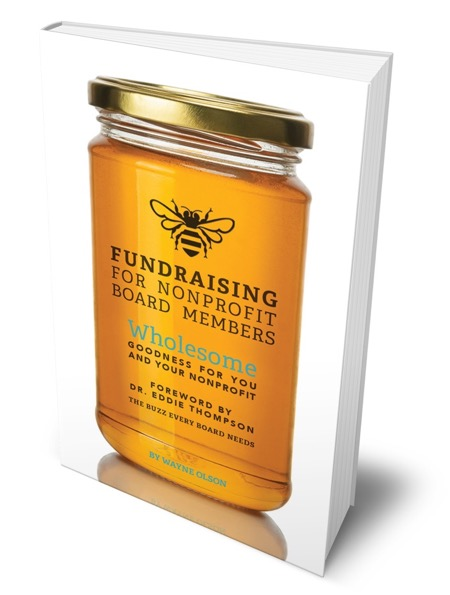 FUNDRAISING
FOR NONPROFIT
BOARD MEMBERS
Wholesome
GOODNESS FOR YOU
AND YOUR NONPROFIT
FOREWORD BY
DR. EDDIE THOMPSON
THE BUZZ EVERY BOARD NEEDS
BY WAYNE OLSON